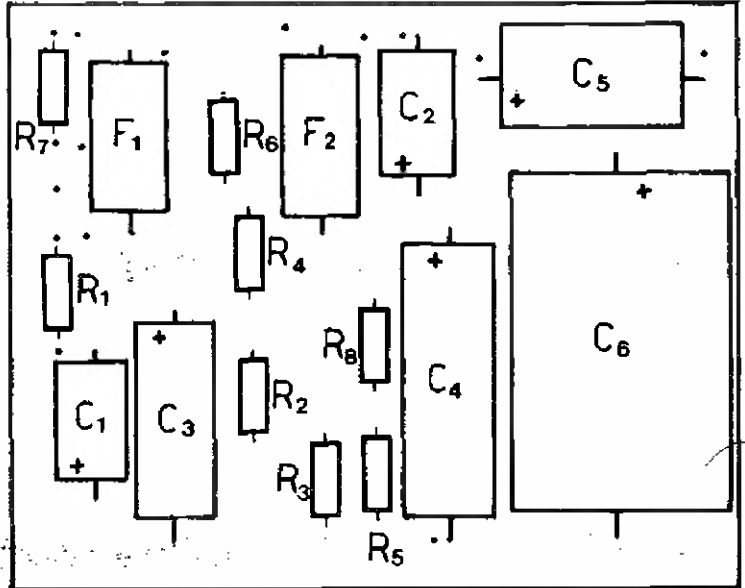 C₅
+
R₇
F₁
R₆
F₂
C₂
+
+
R₄
+
R₁
+
R₈
C₆
C₄
R₂
C₁
C₃
+
R₃
R₅